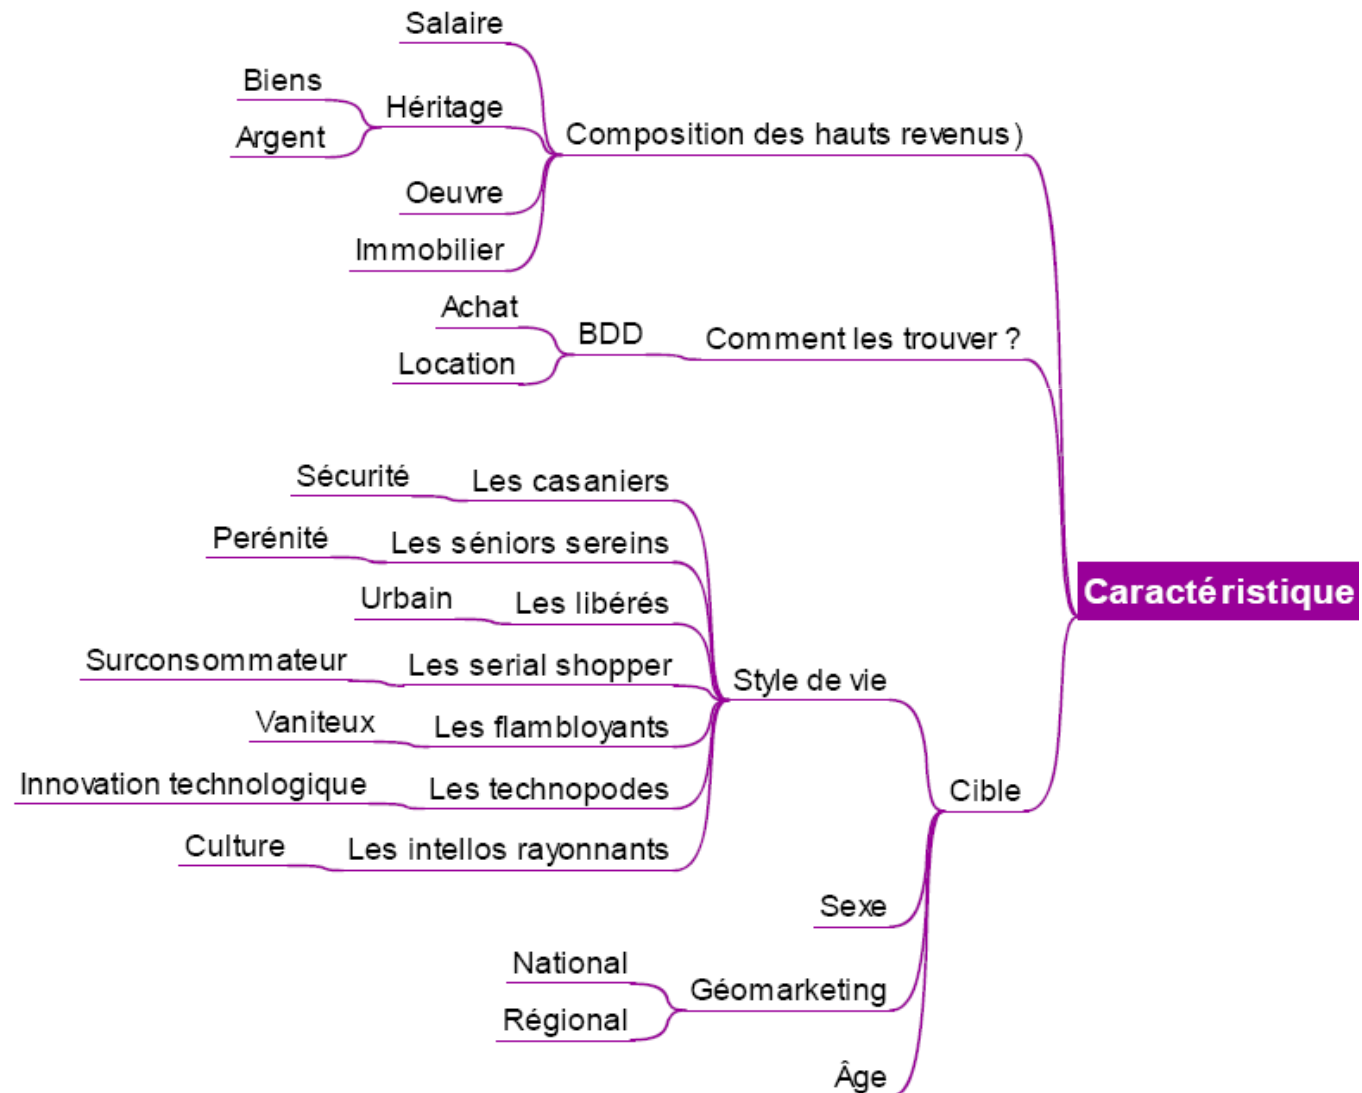 Salaire
Biens
Héritage
Argent
Composition des hauts revenus)
Oeuvre
Immobilier
Achat
BDD
Comment les trouver ?
Location
Sécurité
Les casaniers
Perénité
Les séniors sereins
Urbain
Les libérés
Surconsommateur
Les serial shopper
Style de vie
Vaniteux
Les flambloyants
Innovation technologique
Les technopodes
Culture
Les intellos rayonnants
Caractéristique
Cible
Sexe
National
Géomarketing
Régional
Âge